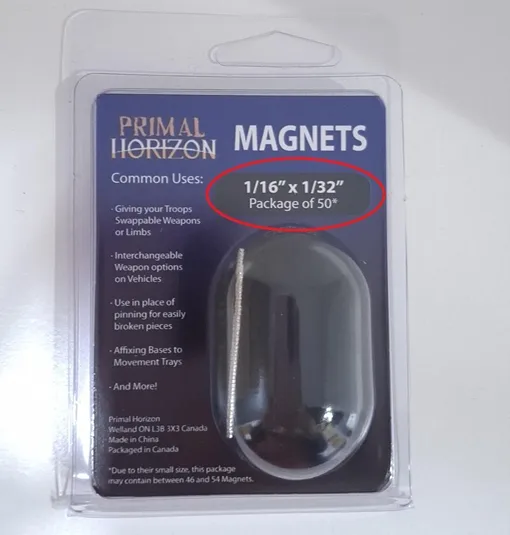 PRIMAL
HORIZON
MAGNETS
Common Uses:
1/16” x 1/32”
Package of 50*
· Giving your Troops
Swappable Weapons
or Limbs
· Interchangeable
Weapon options
on Vehicles
· Use in place of
pinning for easily
broken pieces
· Affixing Bases to
Movement Trays
· And More!
Primal Horizon
Welland ON L3B 3X3 Canada
Made in China
Packaged in Canada
*Due to their small size, this package
may contain between 46 and 54 Magnets.